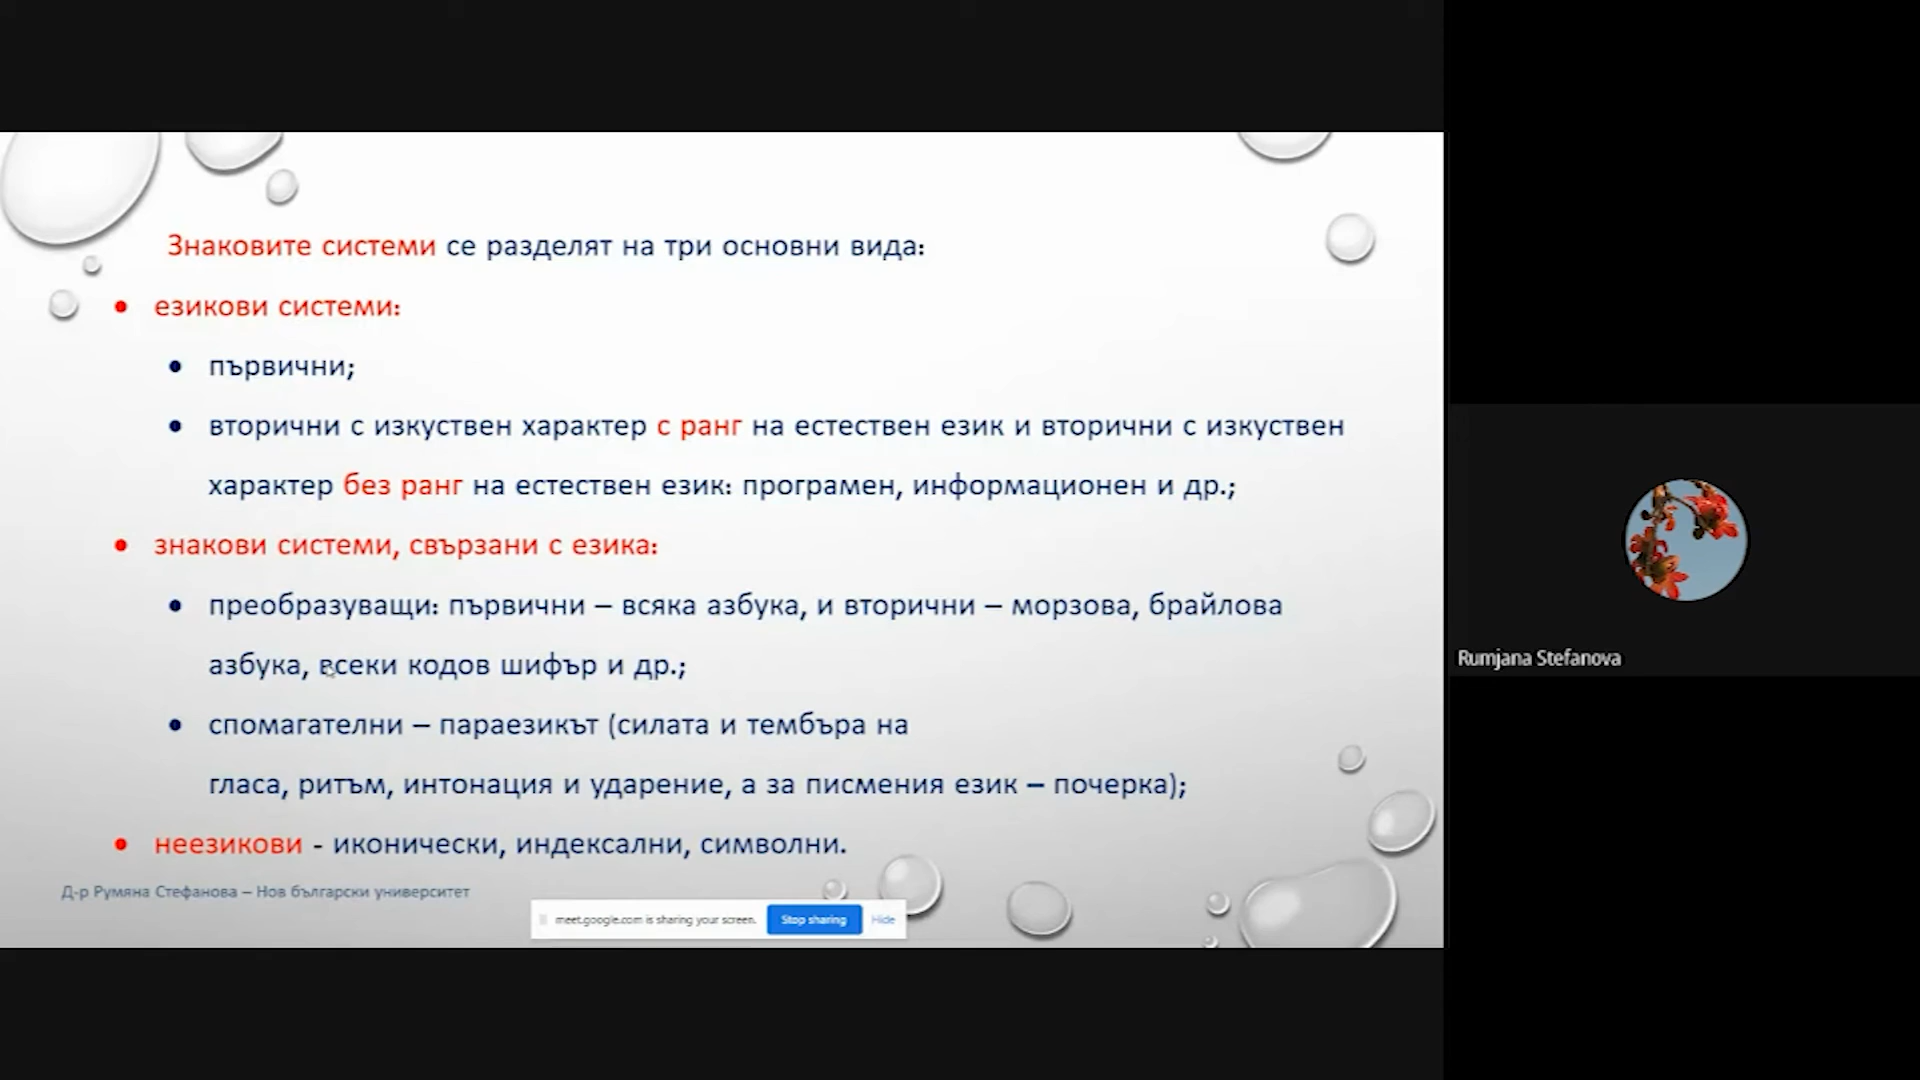 Знаковите системи се разделят на три основни вида:
• езикови системи:
• първични;
• вторични с изкуствен характер с ранг на естествен език и вторични с изкуствен
характер без ранг на естествен език: програмен, информационен и др.;
• знакови системи, свързани с езика:
• преобразуващи: първични – всяка азбука, и вторични – морзова, брайлова
азбука, всеки кодов шифър и др.;
• спомагателни – параезикът (силата и тембъра на
гласа, ритъм, интонация и ударение, а за писмения език – почерка);
• неезикови - иконически, индексални, символни.
Д-р Румяна Стефанова – Нов български университет
meet.google.com is sharing your screen. Stop sharing Hide
Rumjana Stefanova